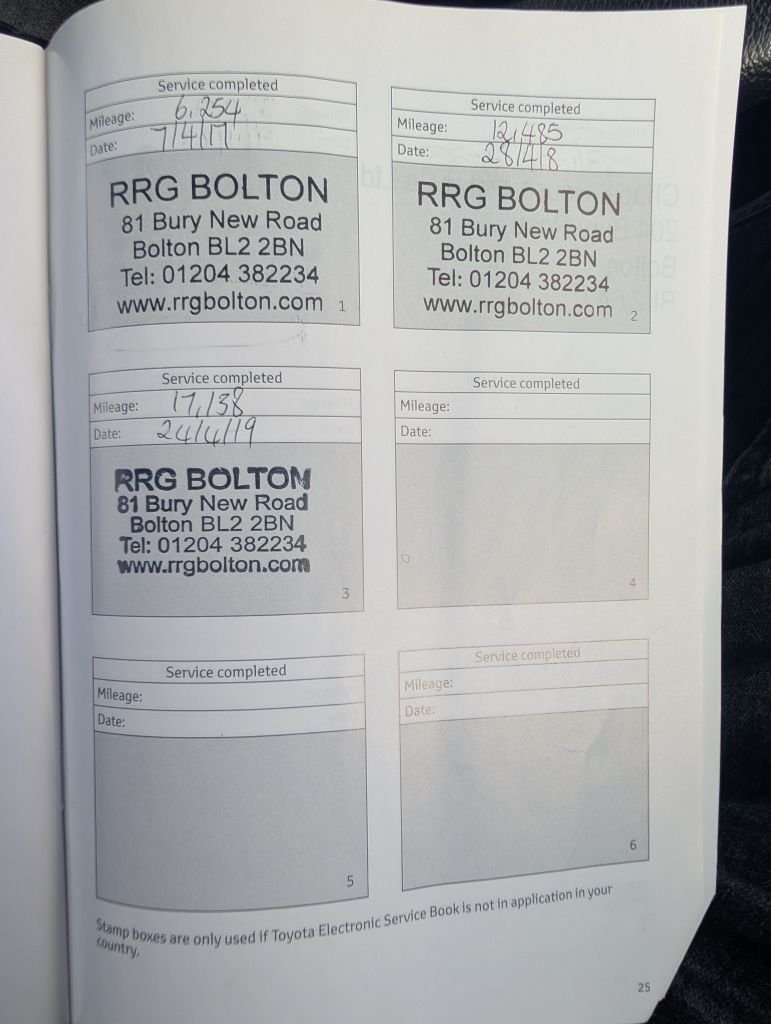 Service completed
Mileage: 6,254
Date: 7/4/17
RRG BOLTON
81 Bury New Road
Bolton BL2 2BN
Tel: 01204 382234
www.rrgbolton.com 1
Service completed
Mileage: 12,485
Date: 28/4/8
RRG BOLTON
81 Bury New Road
Bolton BL2 2BN
Tel: 01204 382234
www.rrgbolton.com 2
Service completed
Mileage: 17,138
Date: 24/4/19
RRG BOLTON
81 Bury New Road
Bolton BL2 2BN
Tel: 01204 382234
www.rrgbolton.com
3
Service completed
Mileage:
Date:
4
Service completed
Mileage:
Date:
5
Service completed
Mileage:
Date:
6
Stamp boxes are only used if Toyota Electronic Service Book is not in application in your
country.
25